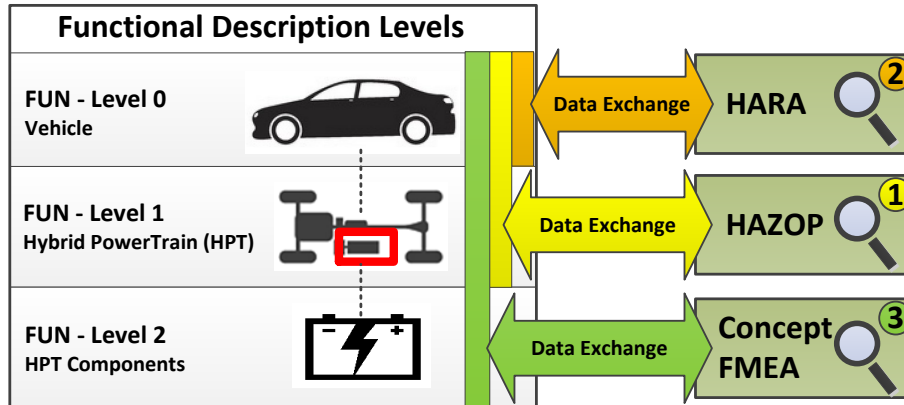 Functional Description Levels
FUN - Level 0
Vehicle
Data Exchange
HARA
2
FUN - Level 1
Hybrid PowerTrain (HPT)
Data Exchange
HAZOP
1
FUN - Level 2
HPT Components
Data Exchange
Concept
FMEA
3